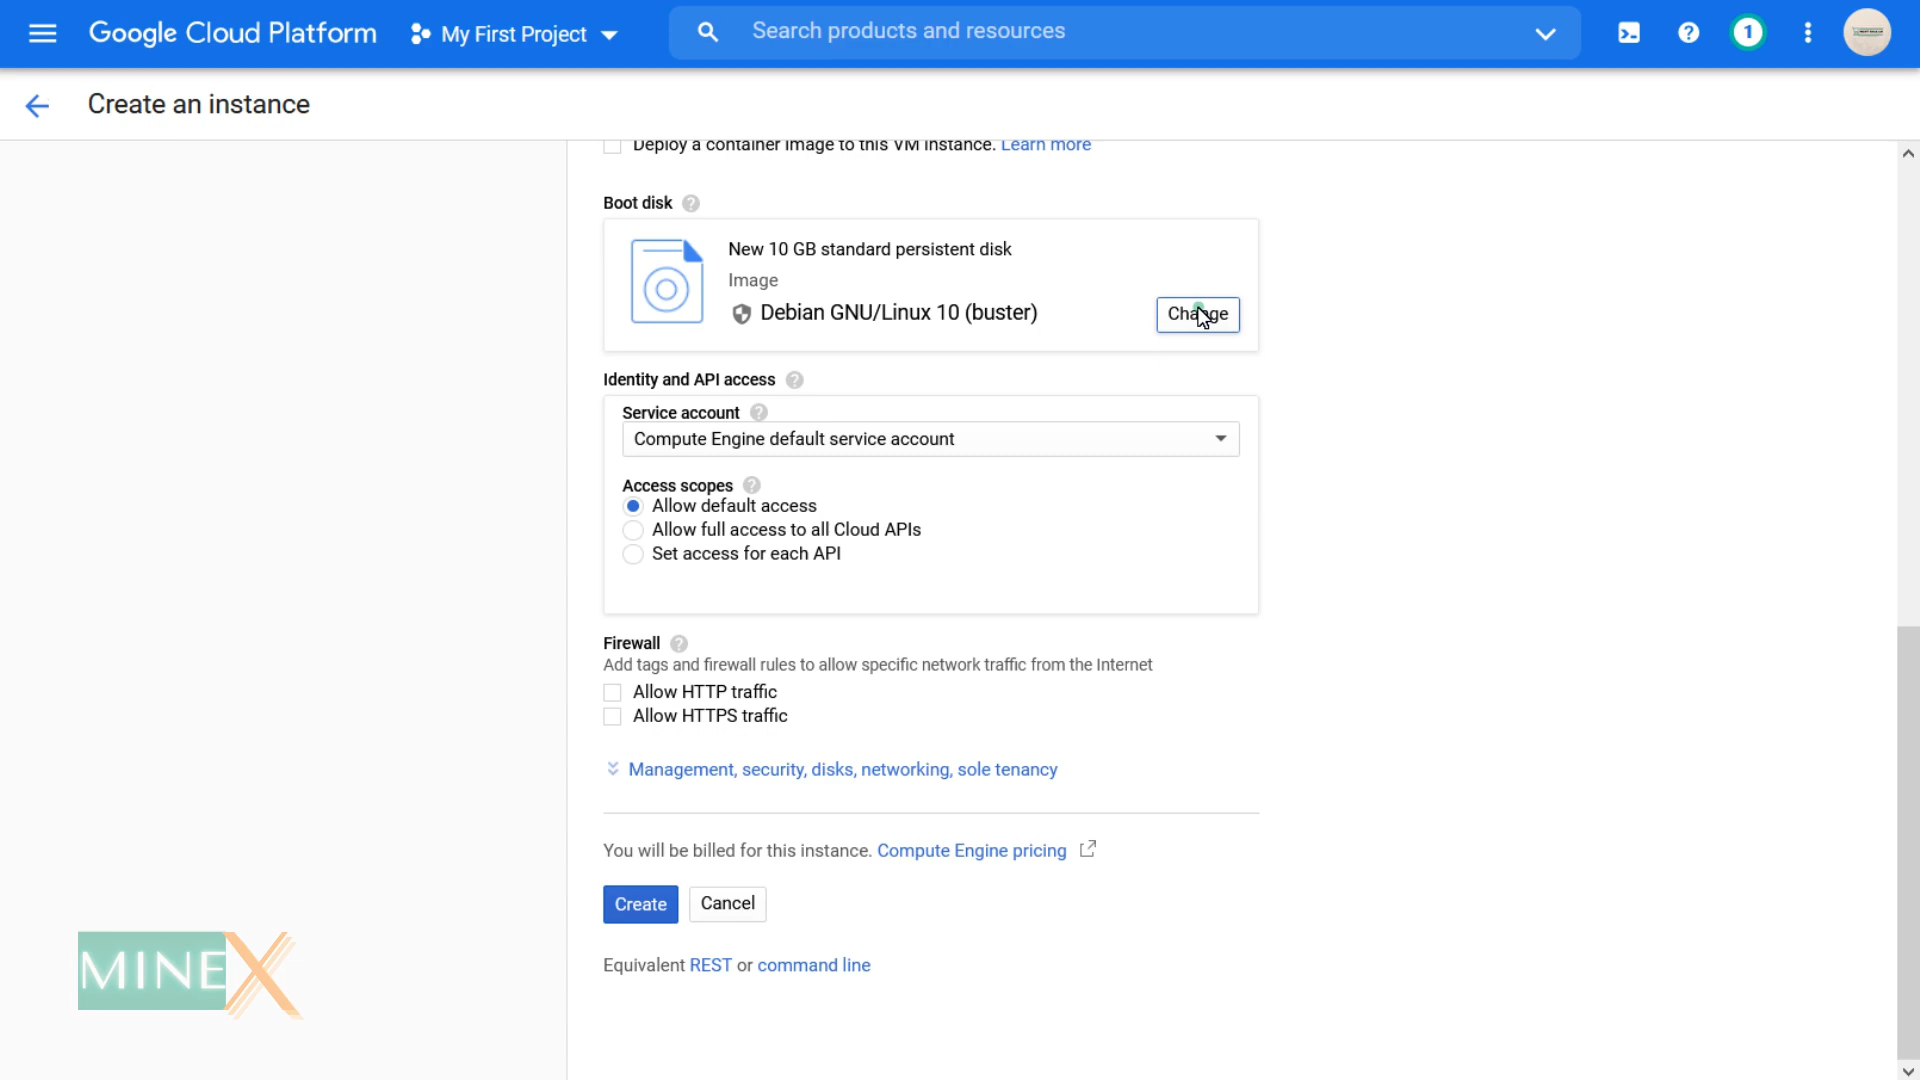 Google Cloud Platform
My First Project
Search products and resources
1
Create an instance
Deploy a container image to this VM instance. Learn more
Boot disk
New 10 GB standard persistent disk
Image
Debian GNU/Linux 10 (buster)
Change
Identity and API access
Service account
Compute Engine default service account
Access scopes
Allow default access
Allow full access to all Cloud APIs
Set access for each API
Firewall
Add tags and firewall rules to allow specific network traffic from the Internet
Allow HTTP traffic
Allow HTTPS traffic
Management, security, disks, networking, sole tenancy
You will be billed for this instance. Compute Engine pricing
Create
Cancel
MINEX
Equivalent REST or command line